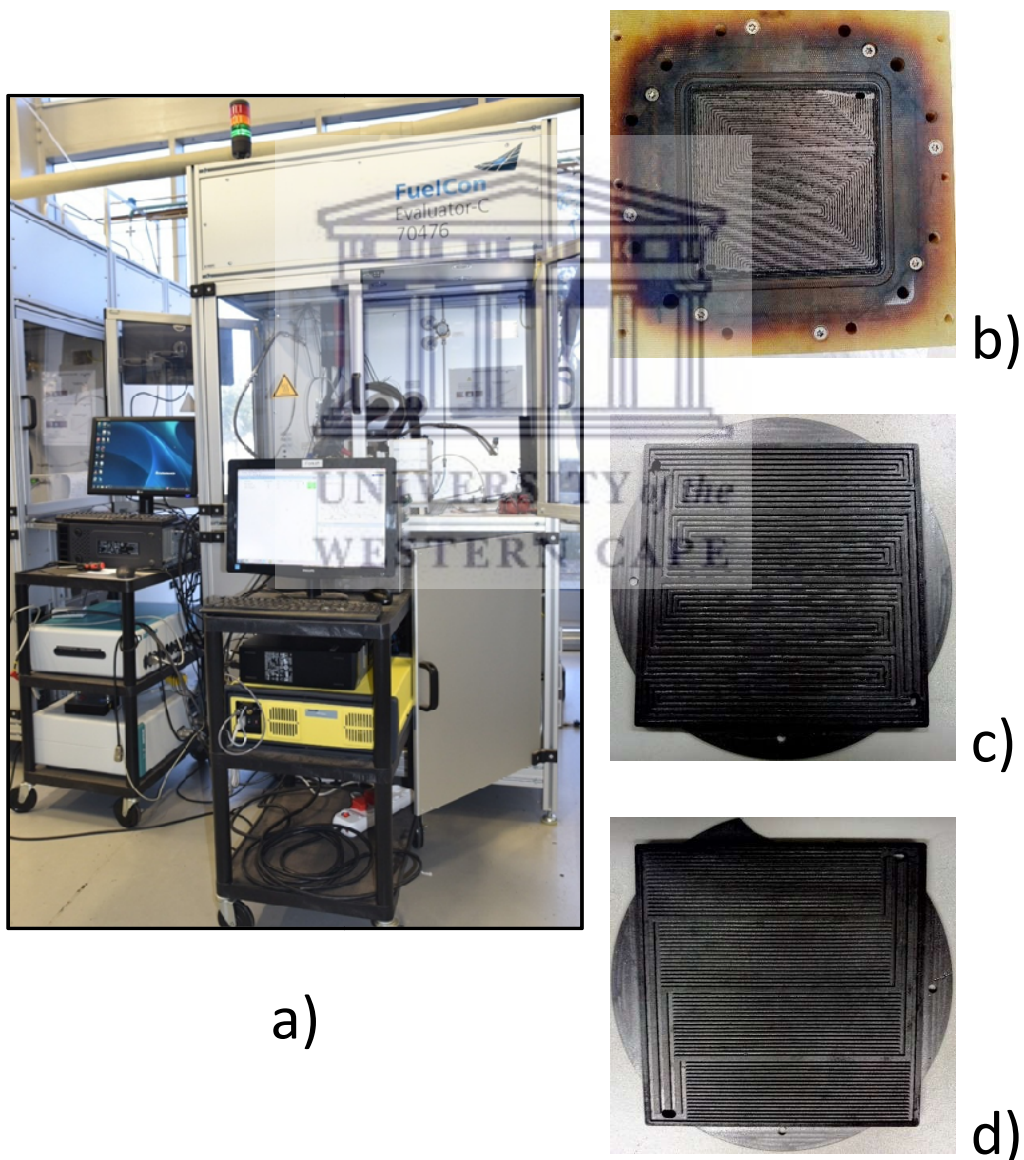 FuelCon
Evaluator-C
70476
UNIVERSITY of the
WESTERN CAPE
a)
b)
c)
d)